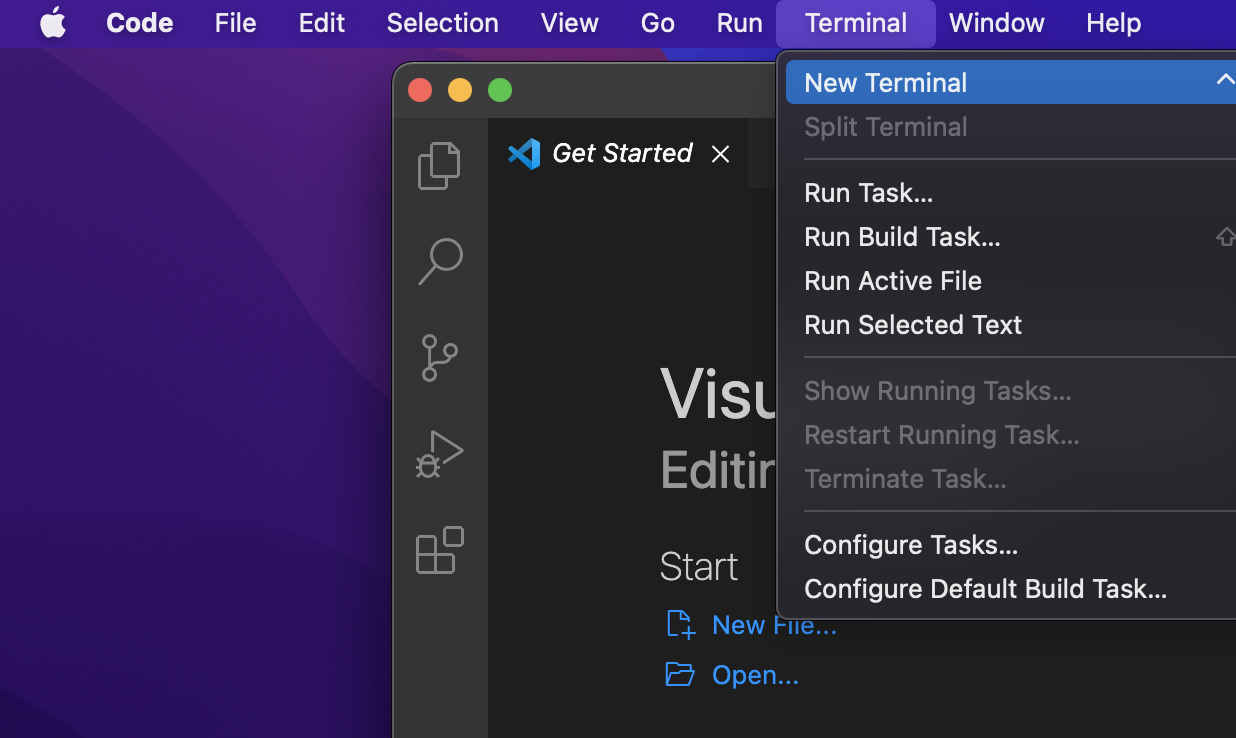 Code File Edit Selection View Go Run Terminal Window Help
Get Started
New Terminal
Split Terminal
Run Task...
Run Build Task...
Run Active File
Run Selected Text
Show Running Tasks...
Restart Running Task...
Terminate Task...
Configure Tasks...
Configure Default Build Task...
Visu
Editin
Start
New File...
Open...